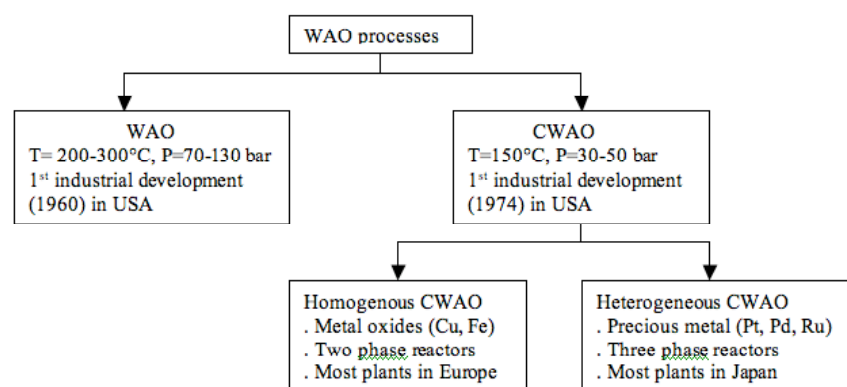 WAO processes
WAO
T= 200-300°C, P=70-130 bar
1st industrial development
(1960) in USA
CWAO
T=150°C, P=30-50 bar
1st industrial development
(1974) in USA
Homogenous CWAO
. Metal oxides (Cu, Fe)
. Two phase reactors
. Most plants in Europe
Heterogeneous CWAO
. Precious metal (Pt, Pd, Ru)
. Three phase reactors
. Most plants in Japan